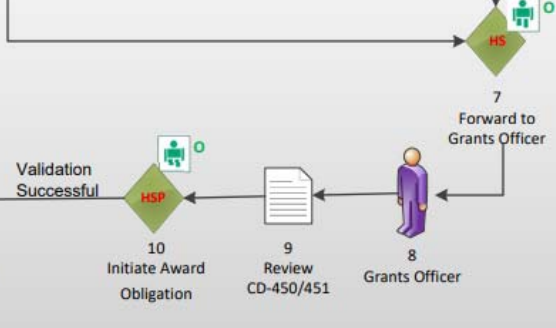 O
HS
7
Forward to
Grants Officer
O
Validation
Successful
HSP
10
Initiate Award
Obligation
9
Review
CD-450/451
8
Grants Officer